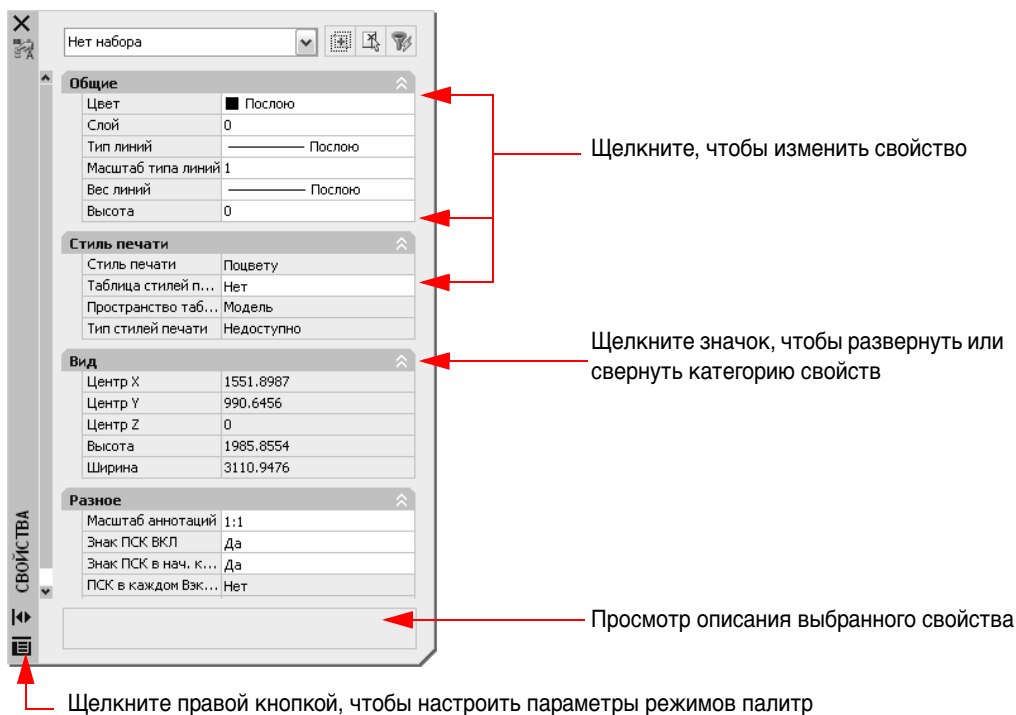 Нет набора
Общие
Цвет Послою
Слой 0
Тип линий Послою
Масштаб типа линий 1
Вес линий Послою
Высота 0
Щелкните, чтобы изменить свойство
Стиль печати
Стиль печати Поцвету
Таблица стилей п... Нет
Пространство таб... Модель
Тип стилей печати Недоступно
Щелкните значок, чтобы развернуть или
свернуть категорию свойств
Вид
Центр X 1551.8987
Центр Y 990.6456
Центр Z 0
Высота 1985.8554
Ширина 3110.9476
Разное
Масштаб аннотаций 1:1
Знак ПСК ВКЛ Да
Знак ПСК в нач. к... Да
ПСК в каждом Вэк... Нет
СВОЙСТВА
Просмотр описания выбранного свойства
Щелкните правой кнопкой, чтобы настроить параметры режимов палитр